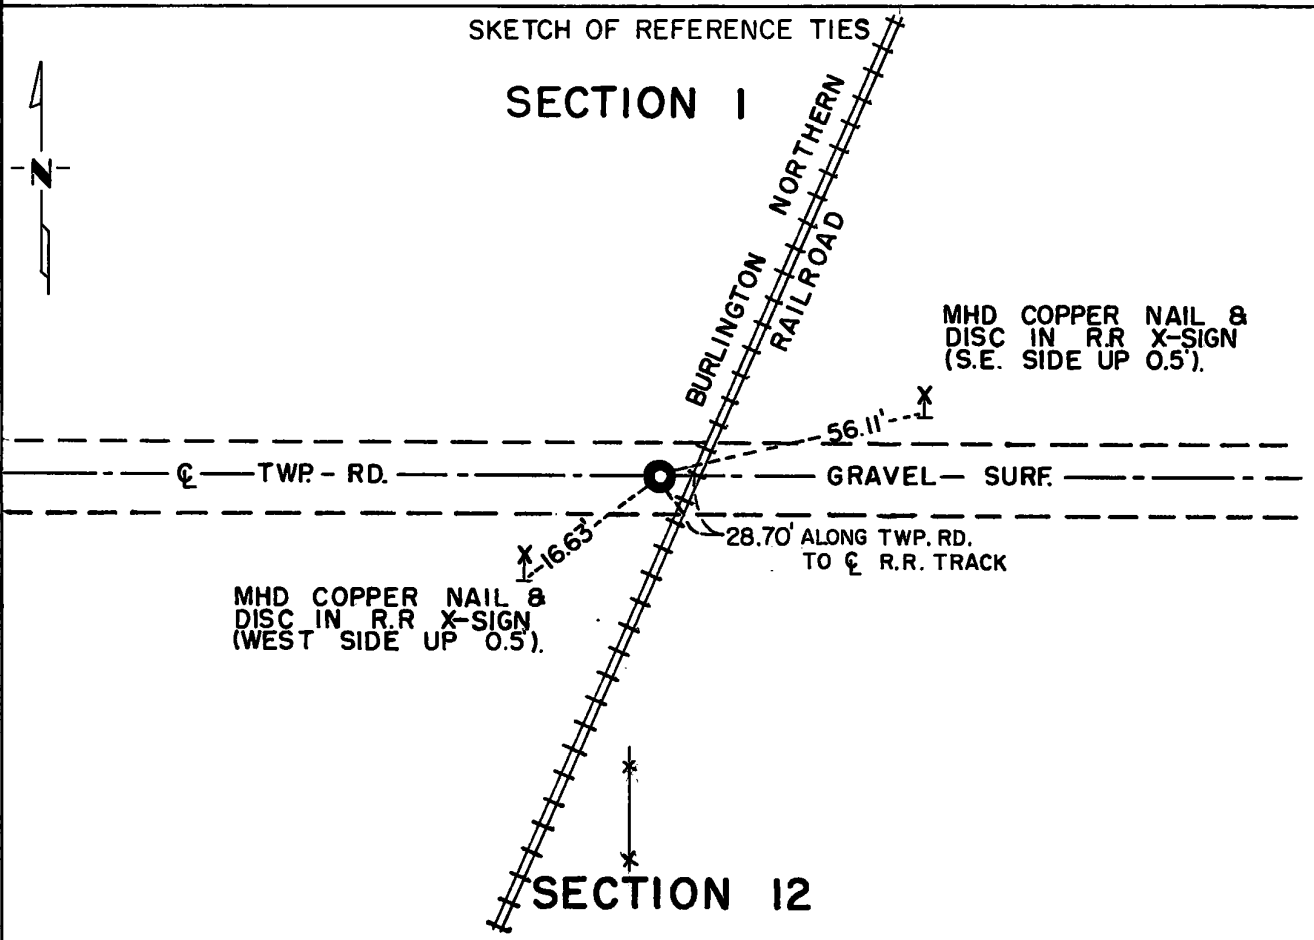 SKETCH OF REFERENCE TIES
SECTION 1
N
BURLINGTON NORTHERN
RAILROAD
MHD COPPER NAIL &
DISC IN R.R X-SIGN
(S.E. SIDE UP 0.5').
X
56.11'
℄ TWP. RD. GRAVEL SURF.
28.70' ALONG TWP. RD.
TO ℄ R.R. TRACK
16.63'
X
MHD COPPER NAIL &
DISC IN R.R X-SIGN
(WEST SIDE UP 0.5').
SECTION 12